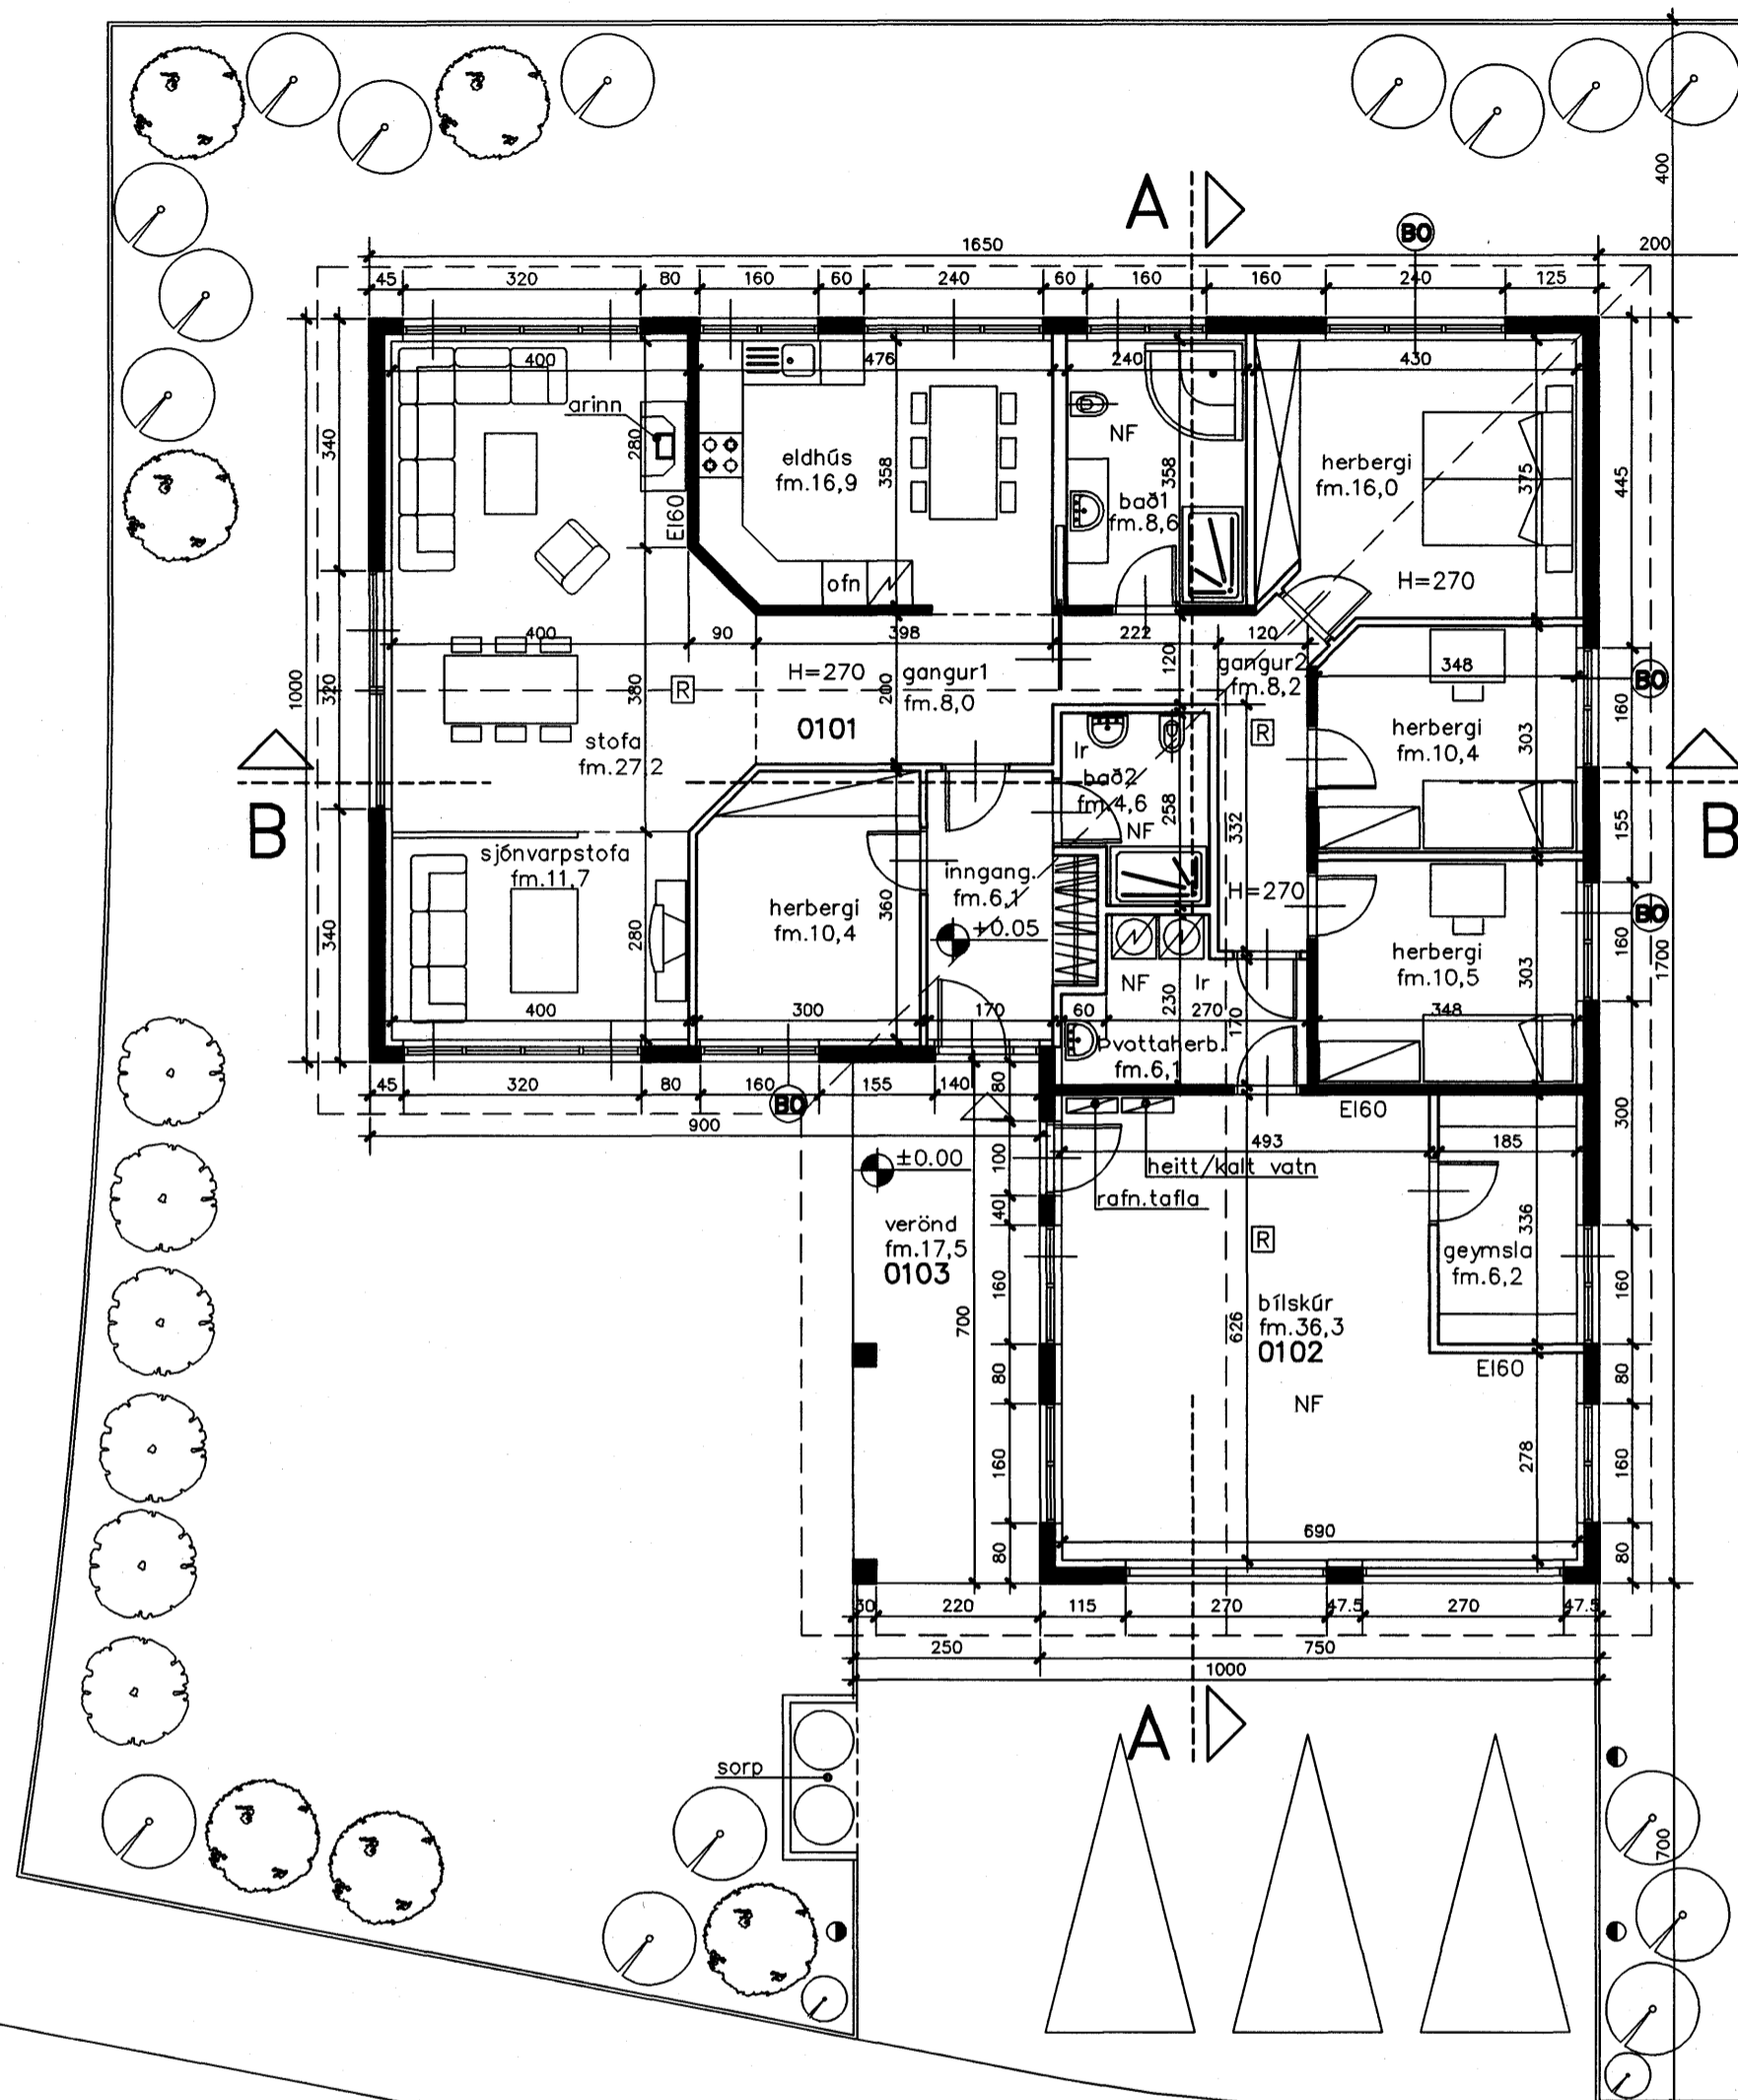 400
A
BO
1650
200
45
320
80
160
60
240
60
160
160
240
125
400
476
240
430
arinn
340
280
358
NF
358
375
445
eldhús
fm.16,9
herbergi
fm.16,0
bað1
fm.8,6
EI60
ofn
H=270
400
90
398
222
120
1000
320
380
H=270
gangur1
fm.8,0
200
120
gangur2
fm.8,2
348
BO
R
0101
R
160
303
herbergi
fm.10,4
stofa
fm.27,2
Ir
bað2
fm.4,6
NF
258
332
155
B
B
sjónvarpstofa
fm.11,7
inngang.
fm.6,1
+0.05
H=270
340
280
herbergi
fm.10,4
360
BO
160
303
1700
herbergi
fm.10,5
NF
Ir
230
170
400
300
170
60
270
348
Þvottaherb.
fm.6,1
45
320
80
160
155
140
80
BO
EI60
300
900
493
185
±0.00
100
heitt/kalt vatn
rafn.tafla
40
336
verönd
fm.17,5
0103
R
geymsla
fm.6,2
160
160
700
626
bílskúr
fm.36,3
0102
EI60
80
80
NF
160
278
160
690
80
80
30
220
115
270
47.5
270
47.5
250
750
1000
A
sorp
700